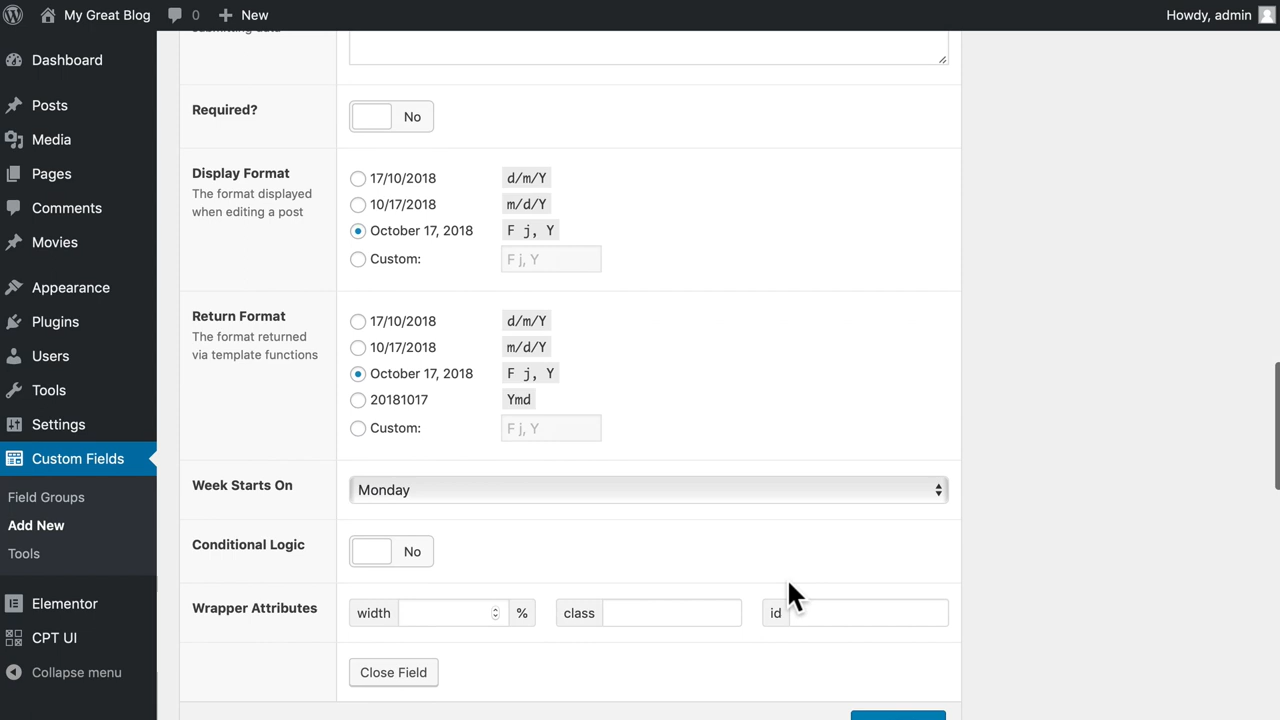 My Great Blog
0
New
Howdy, admin
Dashboard
Posts
Media
Pages
Comments
Movies
Appearance
Plugins
Users
Tools
Settings
Custom Fields
Field Groups
Add New
Tools
Elementor
CPT UI
Collapse menu
submitting data
Required?
No
Display Format
The format displayed
when editing a post
17/10/2018 d/m/Y
10/17/2018 m/d/Y
October 17, 2018 F j, Y
Custom: F j, Y
Return Format
The format returned
via template functions
17/10/2018 d/m/Y
10/17/2018 m/d/Y
October 17, 2018 F j, Y
20181017 Ymd
Custom: F j, Y
Week Starts On
Monday
Conditional Logic
No
Wrapper Attributes
width % class id
Close Field